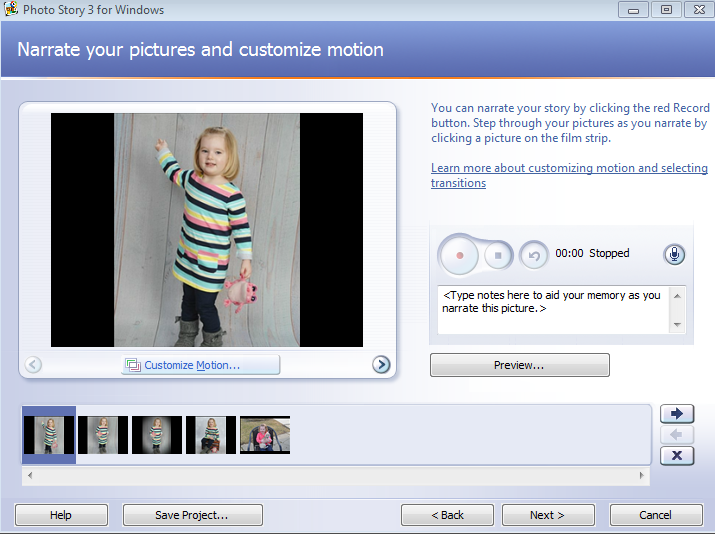 Photo Story 3 for Windows
Narrate your pictures and customize motion
You can narrate your story by clicking the red Record
button. Step through your pictures as you narrate by
clicking a picture on the film strip.
Learn more about customizing motion and selecting
transitions
00:00 Stopped
<Type notes here to aid your memory as you
narrate this picture.>
Customize Motion...
Preview...
Help
Save Project...
< Back
Next >
Cancel